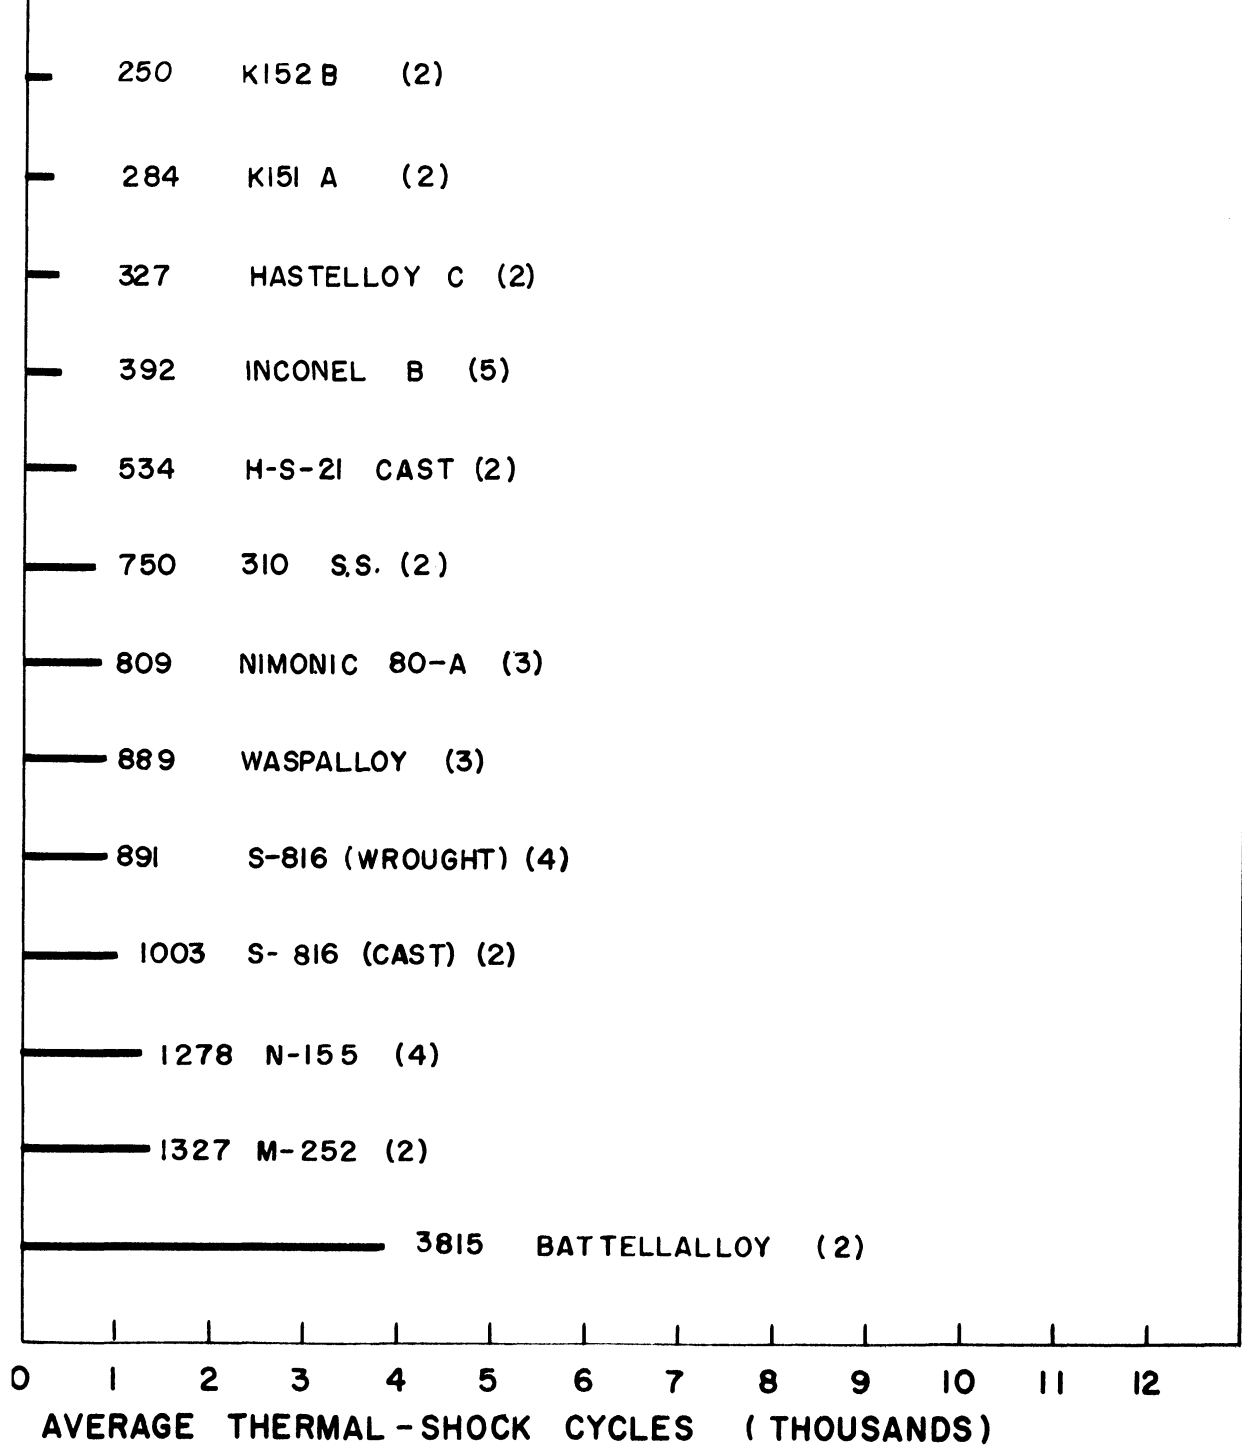 250 K152 B (2)
284 K151 A (2)
327 HASTELLOY C (2)
392 INCONEL B (5)
534 H-S-21 CAST (2)
750 310 S.S. (2)
809 NIMONIC 80-A (3)
889 WASPALLOY (3)
891 S-816 (WROUGHT) (4)
1003 S-816 (CAST) (2)
1278 N-155 (4)
1327 M-252 (2)
3815 BATTELLALLOY (2)
0 1 2 3 4 5 6 7 8 9 10 11 12
AVERAGE THERMAL-SHOCK CYCLES (THOUSANDS)